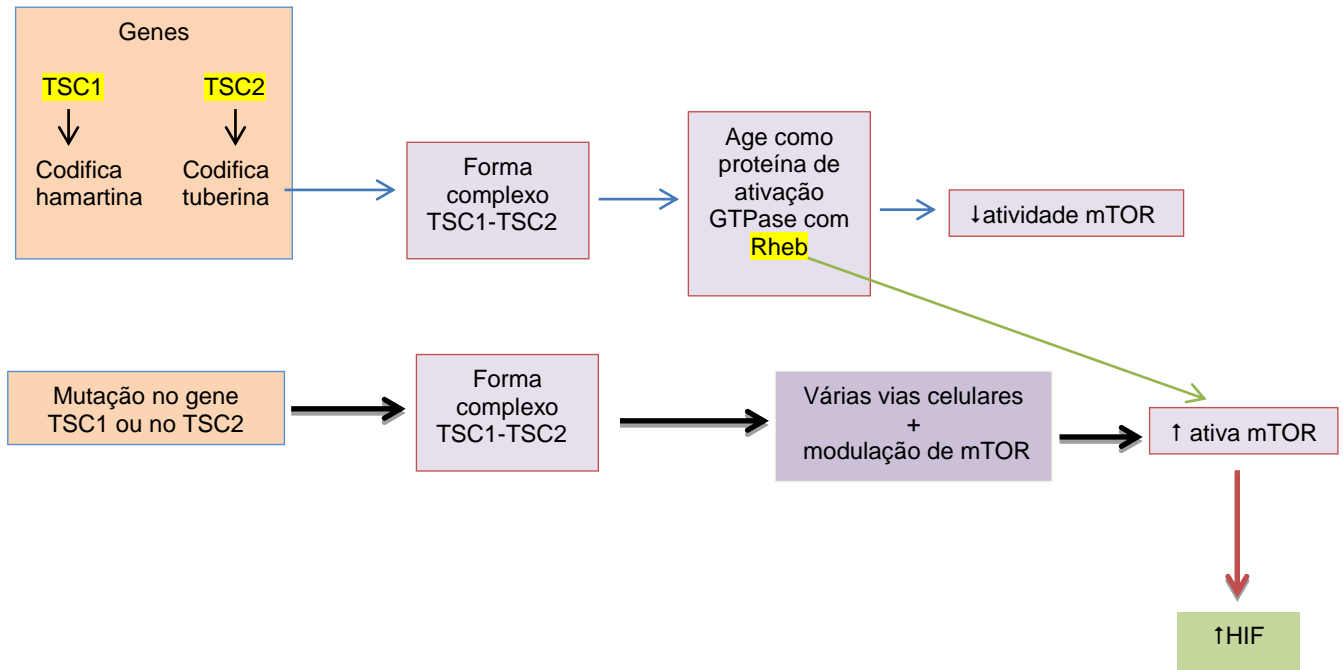 Genes
TSC1
TSC2
Codifica
hamartina
Codifica
tuberina
Forma
complexo
TSC1-TSC2
Age como
proteína de
ativação
GTPase com
Rheb
↓atividade mTOR
Mutação no gene
TSC1 ou no TSC2
Forma
complexo
TSC1-TSC2
Várias vias celulares
+
modulação de mTOR
↑ ativa mTOR
↑HIF